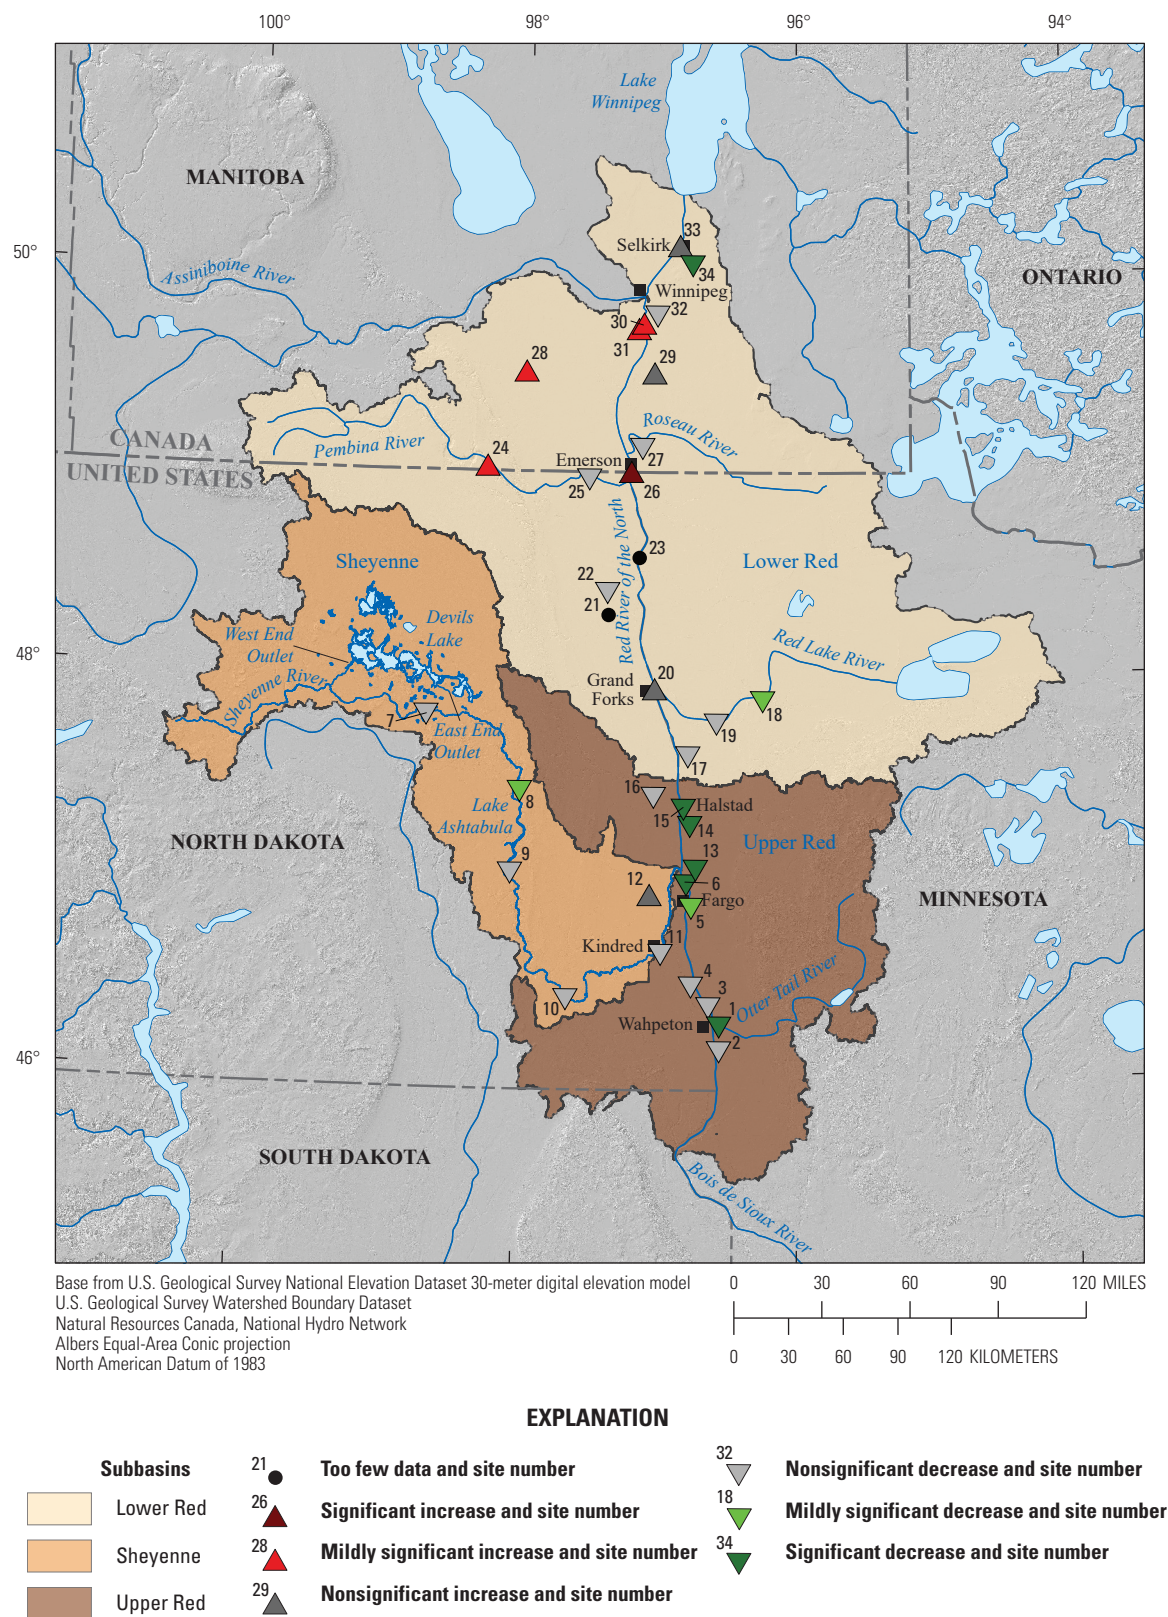 100° 98° 96° 94°
Lake
Winnipeg
MANITOBA
33
Selkirk
50°
34
ONTARIO
Assiniboine River
Winnipeg
32
30
31
28
29
Roseau River
CANADA
Pembina River
24
Emerson
27
UNITED STATES
25
26
Red River of the North
23
Sheyenne
Lower Red
22
21
Devils
Lake
West End
Outlet
Red Lake River
48°
Sheyenne River
Grand
Forks
20
18
7
19
East End
Outlet
17
16
8
Lake
Ashtabula
15
Halstad
14
NORTH DAKOTA
Upper Red
13
9
12
6
MINNESOTA
Fargo
5
11
Kindred
4
3
Otter Tail River
10
1
Wahpeton
2
46°
SOUTH DAKOTA
Bois de Sioux River
Base from U.S. Geological Survey National Elevation Dataset 30-meter digital elevation model
U.S. Geological Survey Watershed Boundary Dataset
Natural Resources Canada, National Hydro Network
Albers Equal-Area Conic projection
North American Datum of 1983
0 30 60 90 120 MILES
0 30 60 90 120 KILOMETERS
EXPLANATION
Subbasins
Lower Red
Sheyenne
Upper Red
21 Too few data and site number
26 Significant increase and site number
28 Mildly significant increase and site number
29 Nonsignificant increase and site number
32 Nonsignificant decrease and site number
18 Mildly significant decrease and site number
34 Significant decrease and site number